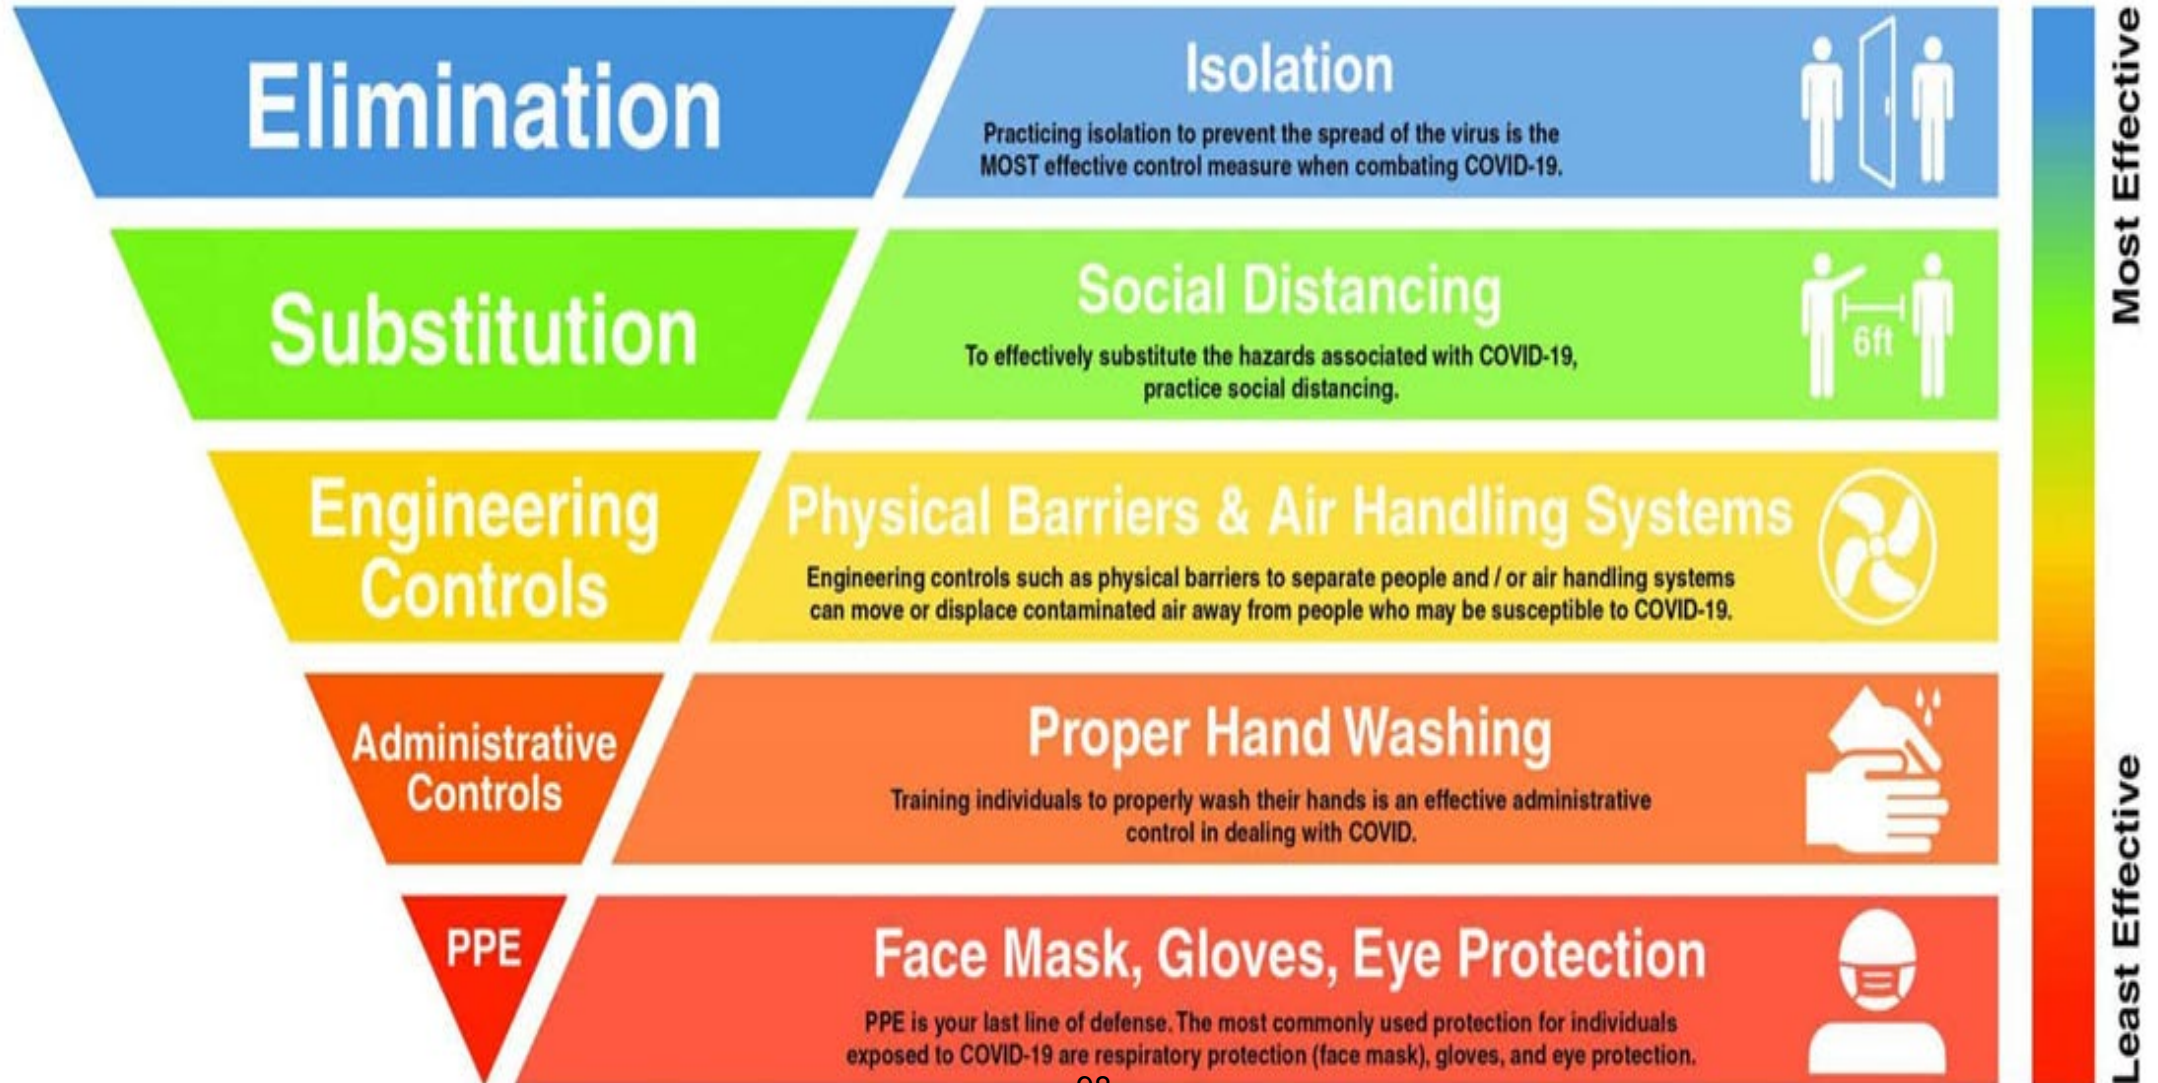 Elimination
Isolation
Practicing isolation to prevent the spread of the virus is the
MOST effective control measure when combating COVID-19.
Substitution
Social Distancing
To effectively substitute the hazards associated with COVID-19,
practice social distancing.
6ft
Engineering
Controls
Physical Barriers & Air Handling Systems
Engineering controls such as physical barriers to separate people and / or air handling systems
can move or displace contaminated air away from people who may be susceptible to COVID-19.
Administrative
Controls
Proper Hand Washing
Training individuals to properly wash their hands is an effective administrative
control in dealing with COVID.
PPE
Face Mask, Gloves, Eye Protection
PPE is your last line of defense. The most commonly used protection for individuals
exposed to COVID-19 are respiratory protection (face mask), gloves, and eye protection.
Most Effective
Least Effective